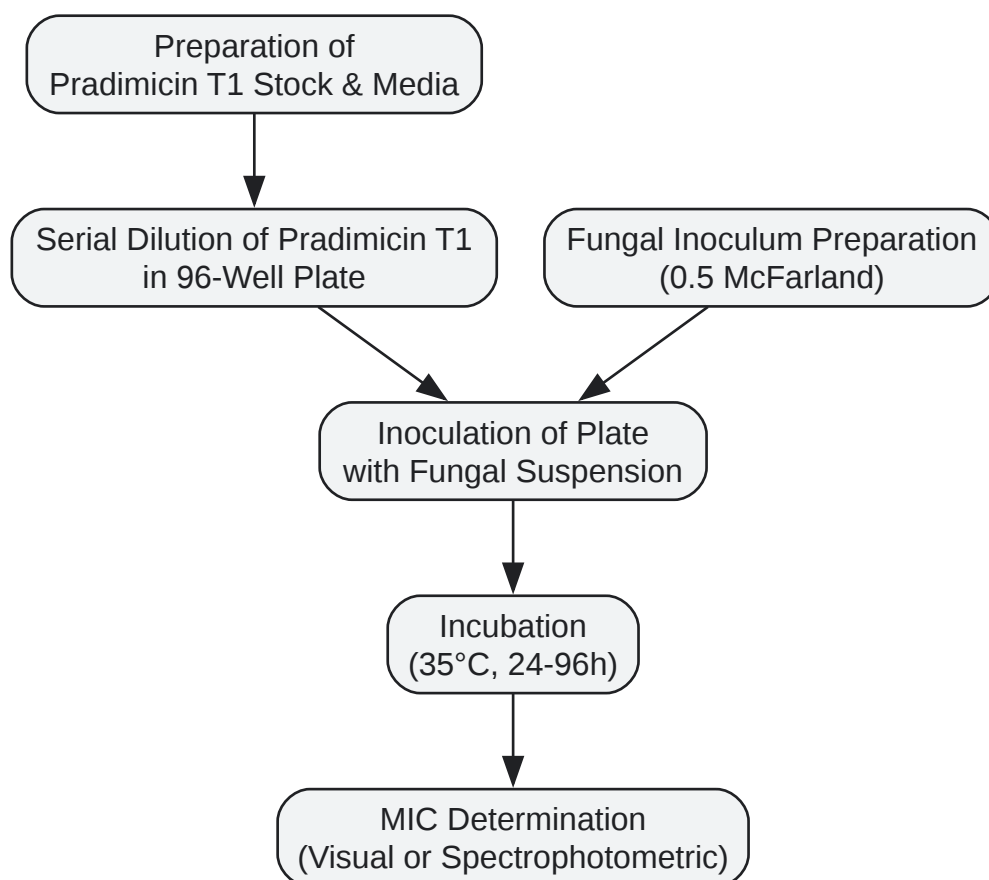 Preparation of
Pradimicin T1 Stock & Media
Serial Dilution of Pradimicin T1
in 96-Well Plate
Fungal Inoculum Preparation
(0.5 McFarland)
Inoculation of Plate
with Fungal Suspension
Incubation
(35°C, 24-96h)
MIC Determination
(Visual or Spectrophotometric)